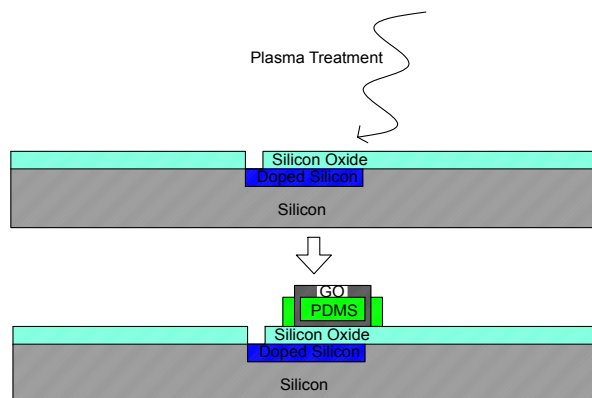 Plasma Treatment
Silicon Oxide
Doped Silicon
Silicon
GO
PDMS
Silicon Oxide
Doped Silicon
Silicon